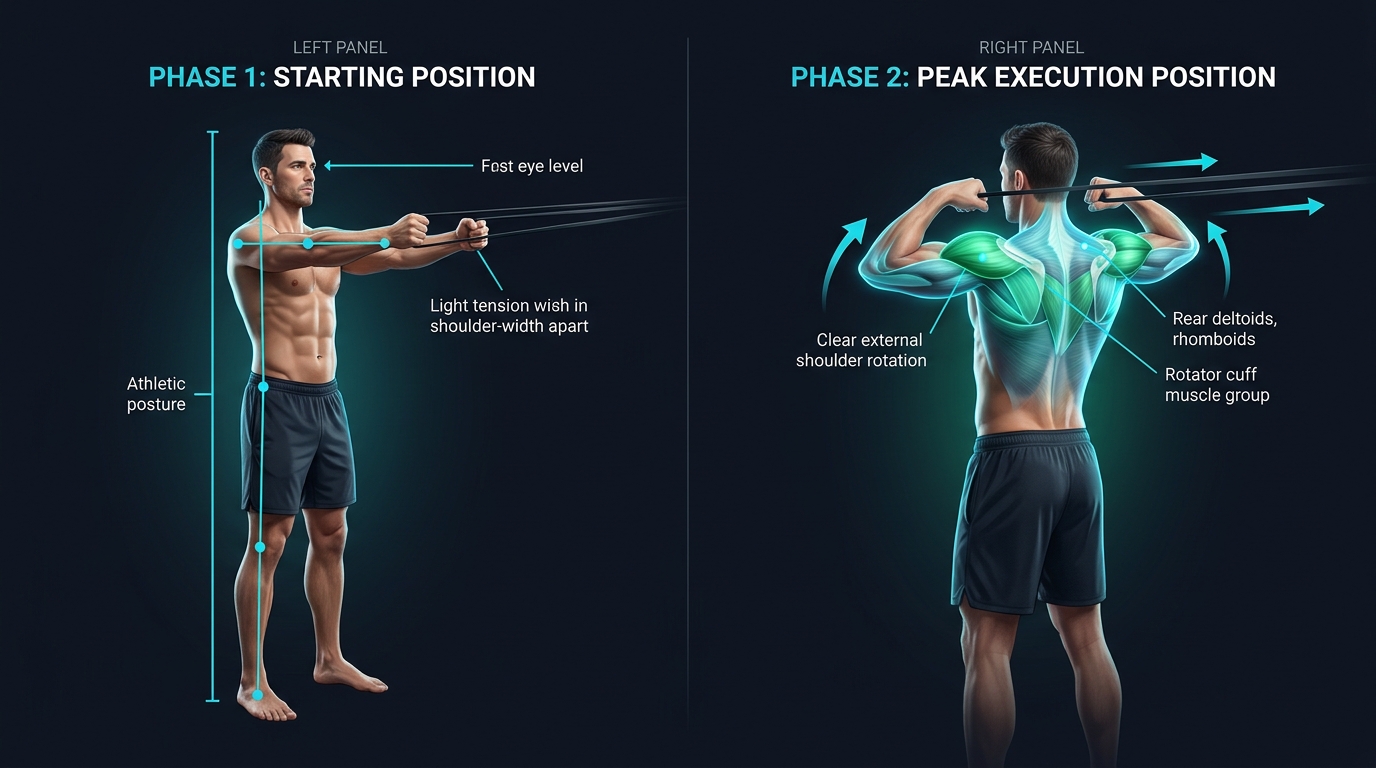 LEFT PANEL
PHASE 1: STARTING POSITION
Fast eye level
Light tension wish in
shoulder-width apart
Athletic
posture
RIGHT PANEL
PHASE 2: PEAK EXECUTION POSITION
Clear external
shoulder rotation
Rear deltoids,
rhomboids
Rotator cuff
muscle group